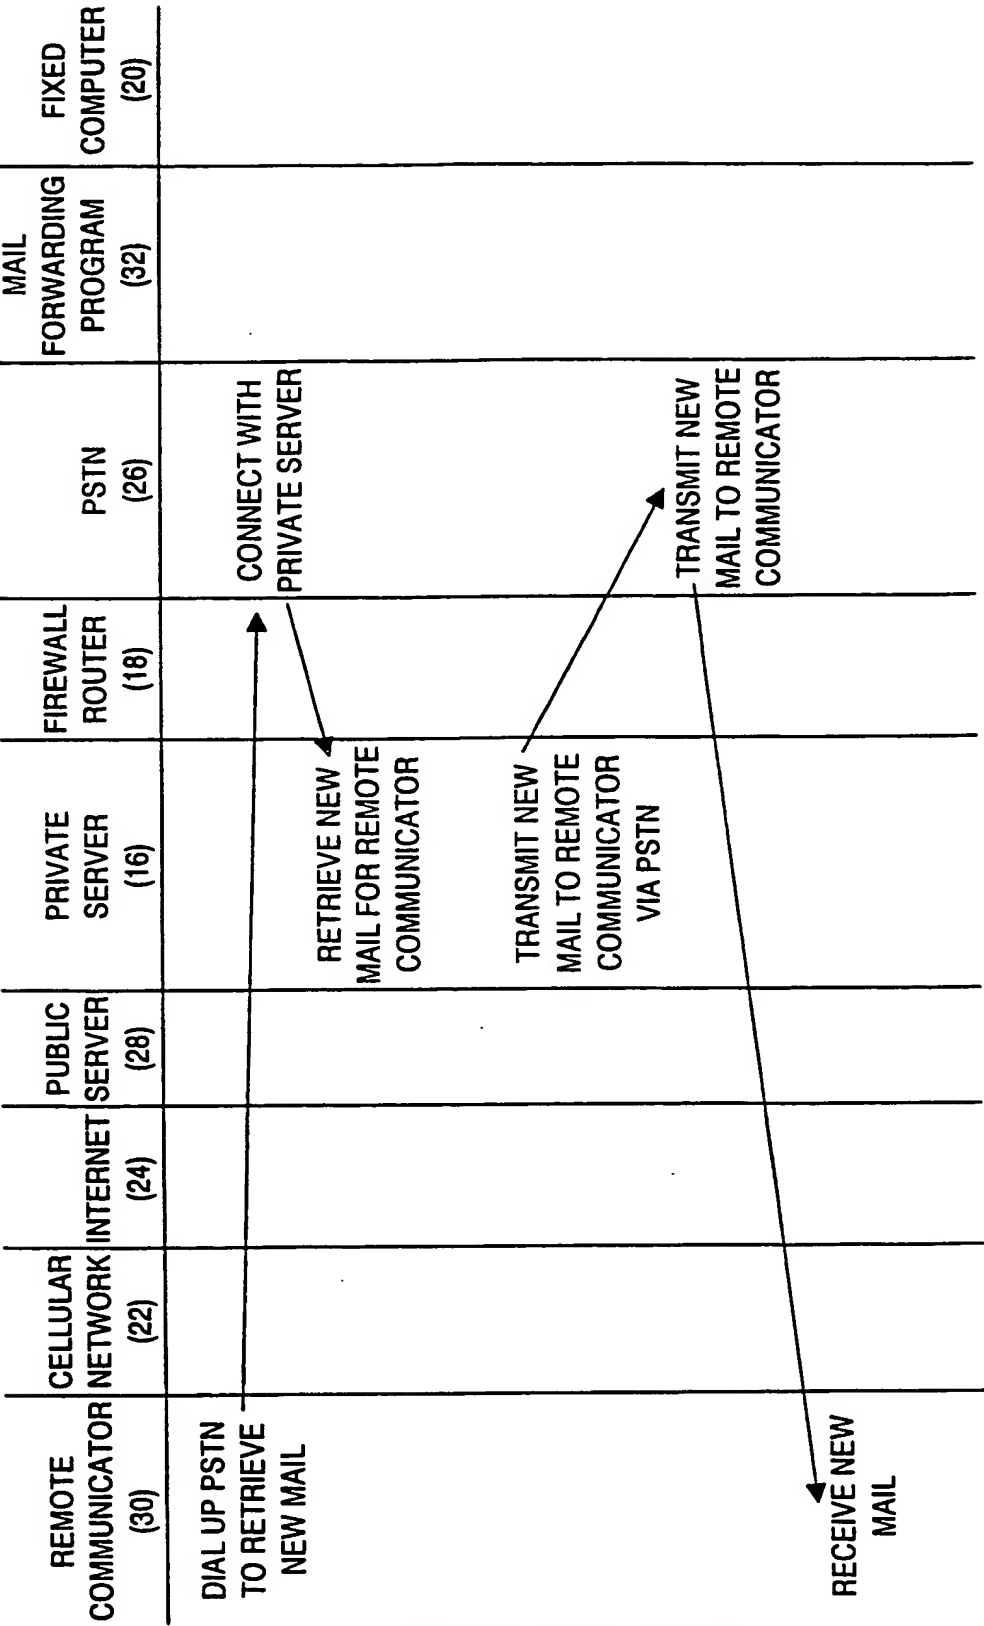 REMOTE
COMMUNICATOR
(30)
CELLULAR
NETWORK
(22)
INTERNET
(24)
PUBLIC
SERVER
(28)
PRIVATE
SERVER
(16)
FIREWALL
ROUTER
(18)
PSTN
(26)
MAIL
FORWARDING
PROGRAM
(32)
FIXED
COMPUTER
(20)
DIAL UP PSTN
TO RETRIEVE
NEW MAIL
CONNECT WITH
PRIVATE SERVER
RETRIEVE NEW
MAIL FOR REMOTE
COMMUNICATOR
TRANSMIT NEW
MAIL TO REMOTE
COMMUNICATOR
VIA PSTN
TRANSMIT NEW
MAIL TO REMOTE
COMMUNICATOR
RECEIVE NEW
MAIL